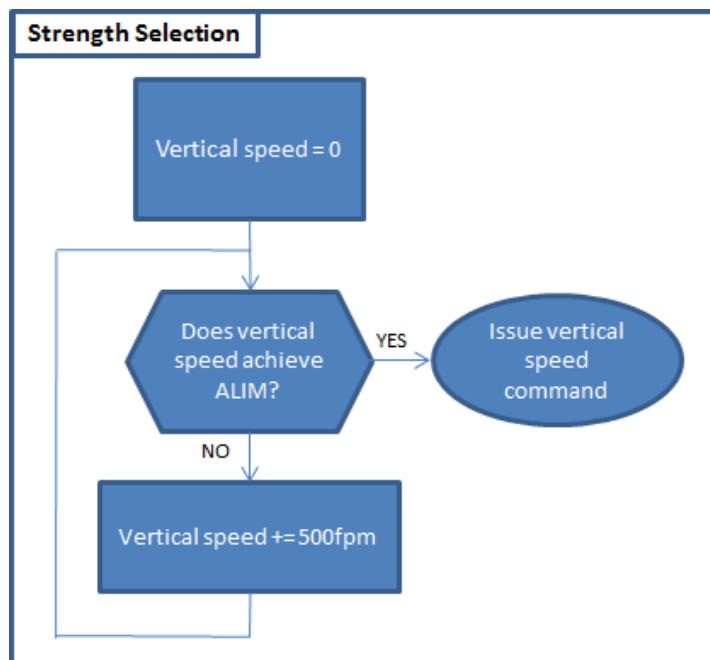 Strength Selection
Vertical speed = 0
Does vertical
speed achieve
ALIM?
YES
Issue vertical
speed
command
NO
Vertical speed +=500fpm